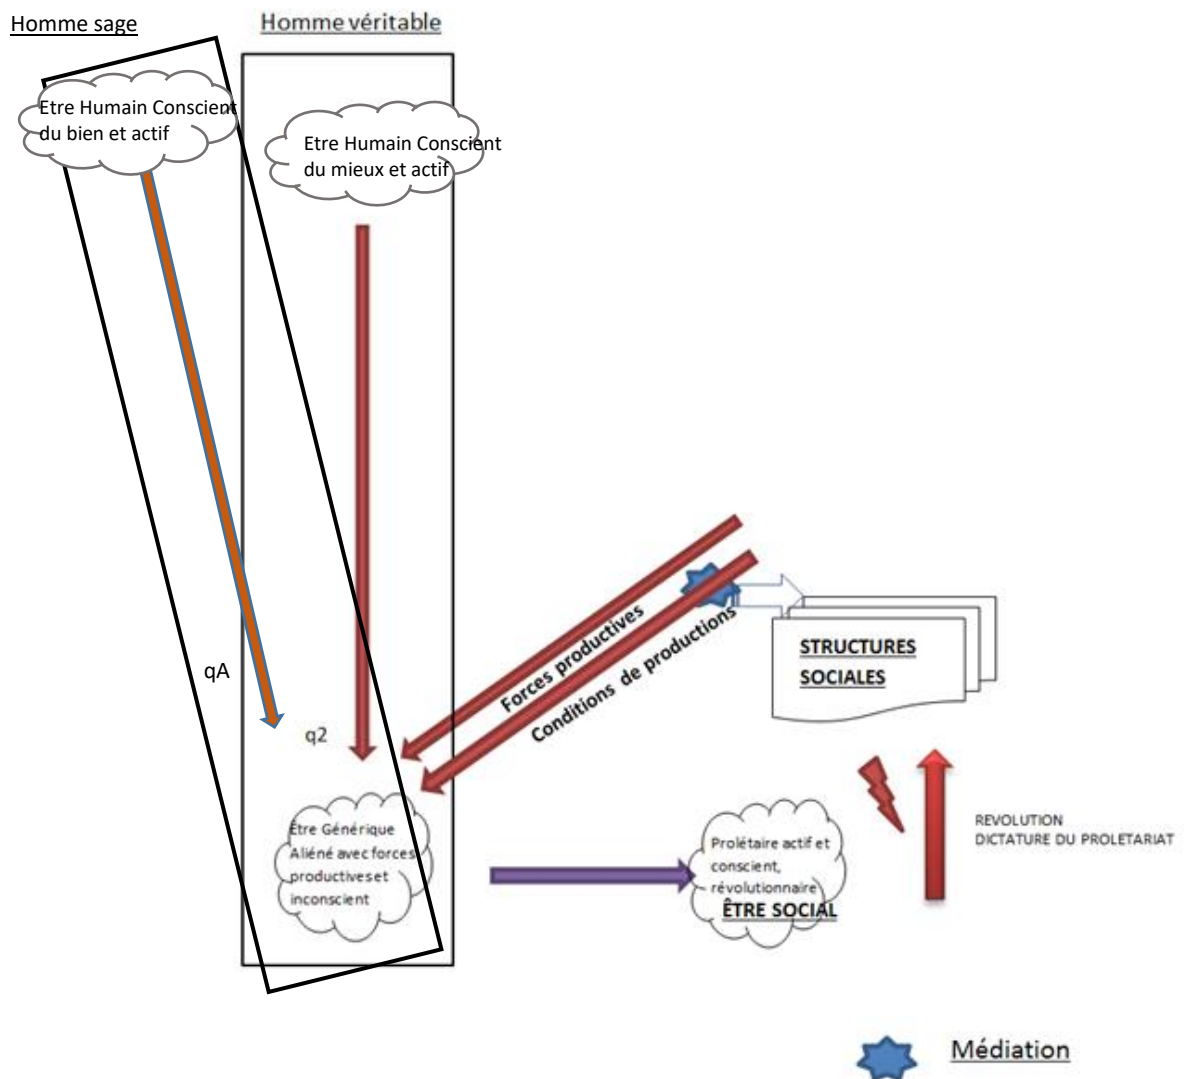 Homme sage
Homme véritable
Etre Humain Conscient
du bien et actif
Etre Humain Conscient
du mieux et actif
Forces productives
Conditions de productions
STRUCTURES
SOCIALES
qA
q2
Être Générique
Aliéné avec forces
productives et
inconscient
Prolétaire actif et
conscient,
révolutionnaire
ÊTRE SOCIAL
REVOLUTION
DICTATURE DU PROLETARIAT
Médiation